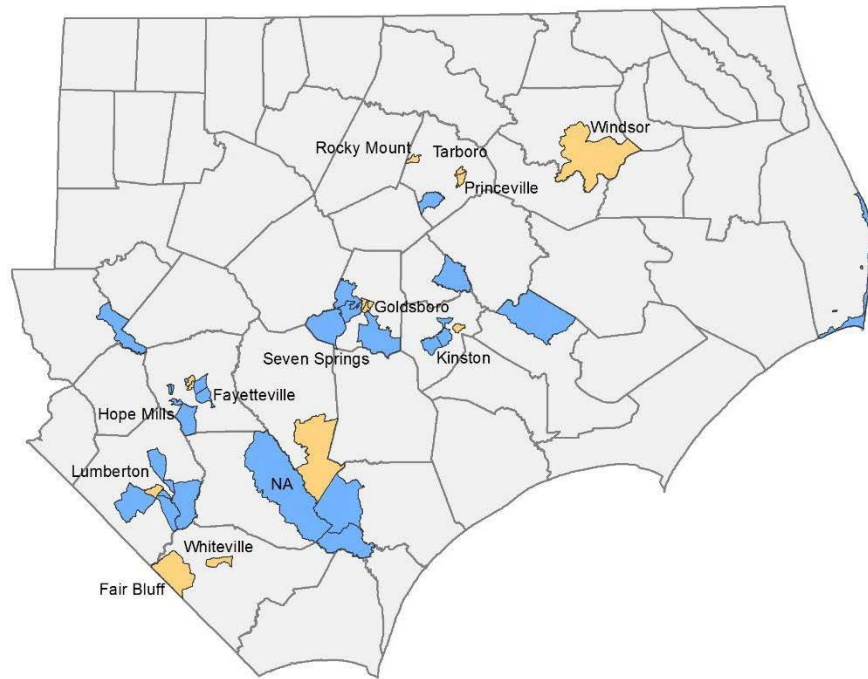 Windsor
Rocky Mount
Tarboro
Princeville
Goldsboro
Seven Springs
Kinston
Hope Mills
Fayetteville
Lumberton
NA
Whiteville
Fair Bluff